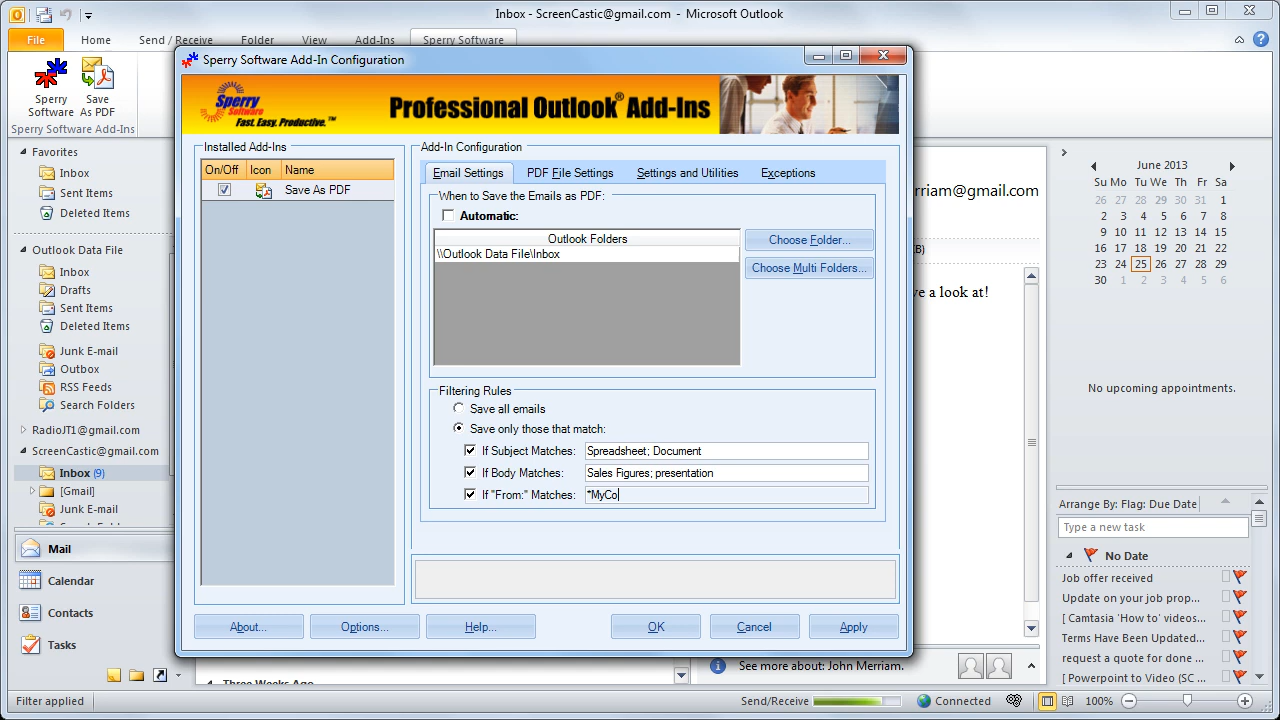 Inbox - ScreenCastic@gmail.com - Microsoft Outlook
File Home Send / Receive Folder View Add-Ins Sperry Software
Sperry Software
Save As PDF
Sperry Software Add-Ins
Favorites
Inbox
Sent Items
Deleted Items
Outlook Data File
Inbox
Drafts
Sent Items
Deleted Items
Junk E-mail
Outbox
RSS Feeds
Search Folders
RadioJT1@gmail.com
ScreenCastic@gmail.com
Inbox (9)
[Gmail]
Junk E-mail
Mail
Calendar
Contacts
Tasks
Sperry Software Add-In Configuration
Sperry Software
Fast. Easy. Productive.™
Professional Outlook® Add-Ins
Installed Add-Ins
On/Off Icon Name
Save As PDF
Add-In Configuration
Email Settings PDF File Settings Settings and Utilities Exceptions
When to Save the Emails as PDF:
Automatic:
Outlook Folders
\\Outlook Data File\Inbox
Choose Folder...
Choose Multi Folders...
Filtering Rules
Save all emails
Save only those that match:
If Subject Matches: Spreadsheet; Document
If Body Matches: Sales Figures; presentation
If "From:" Matches: *MyCo
About... Options... Help... OK Cancel Apply
rriam@gmail.com
B)
ve a look at!
Three Weeks Ago
See more about: John Merriam.
June 2013
Su Mo Tu We Th Fr Sa
26 27 28 29 30 31 1
2 3 4 5 6 7 8
9 10 11 12 13 14 15
16 17 18 19 20 21 22
23 24 25 26 27 28 29
30 1 2 3 4 5 6
No upcoming appointments.
Arrange By: Flag: Due Date
Type a new task
No Date
Job offer received
Update on your job prop...
[ Camtasia 'How to' videos...
Terms Have Been Updated...
request a quote for done ...
[ Powerpoint to Video (SC ...
Filter applied
Send/Receive
Connected
100%